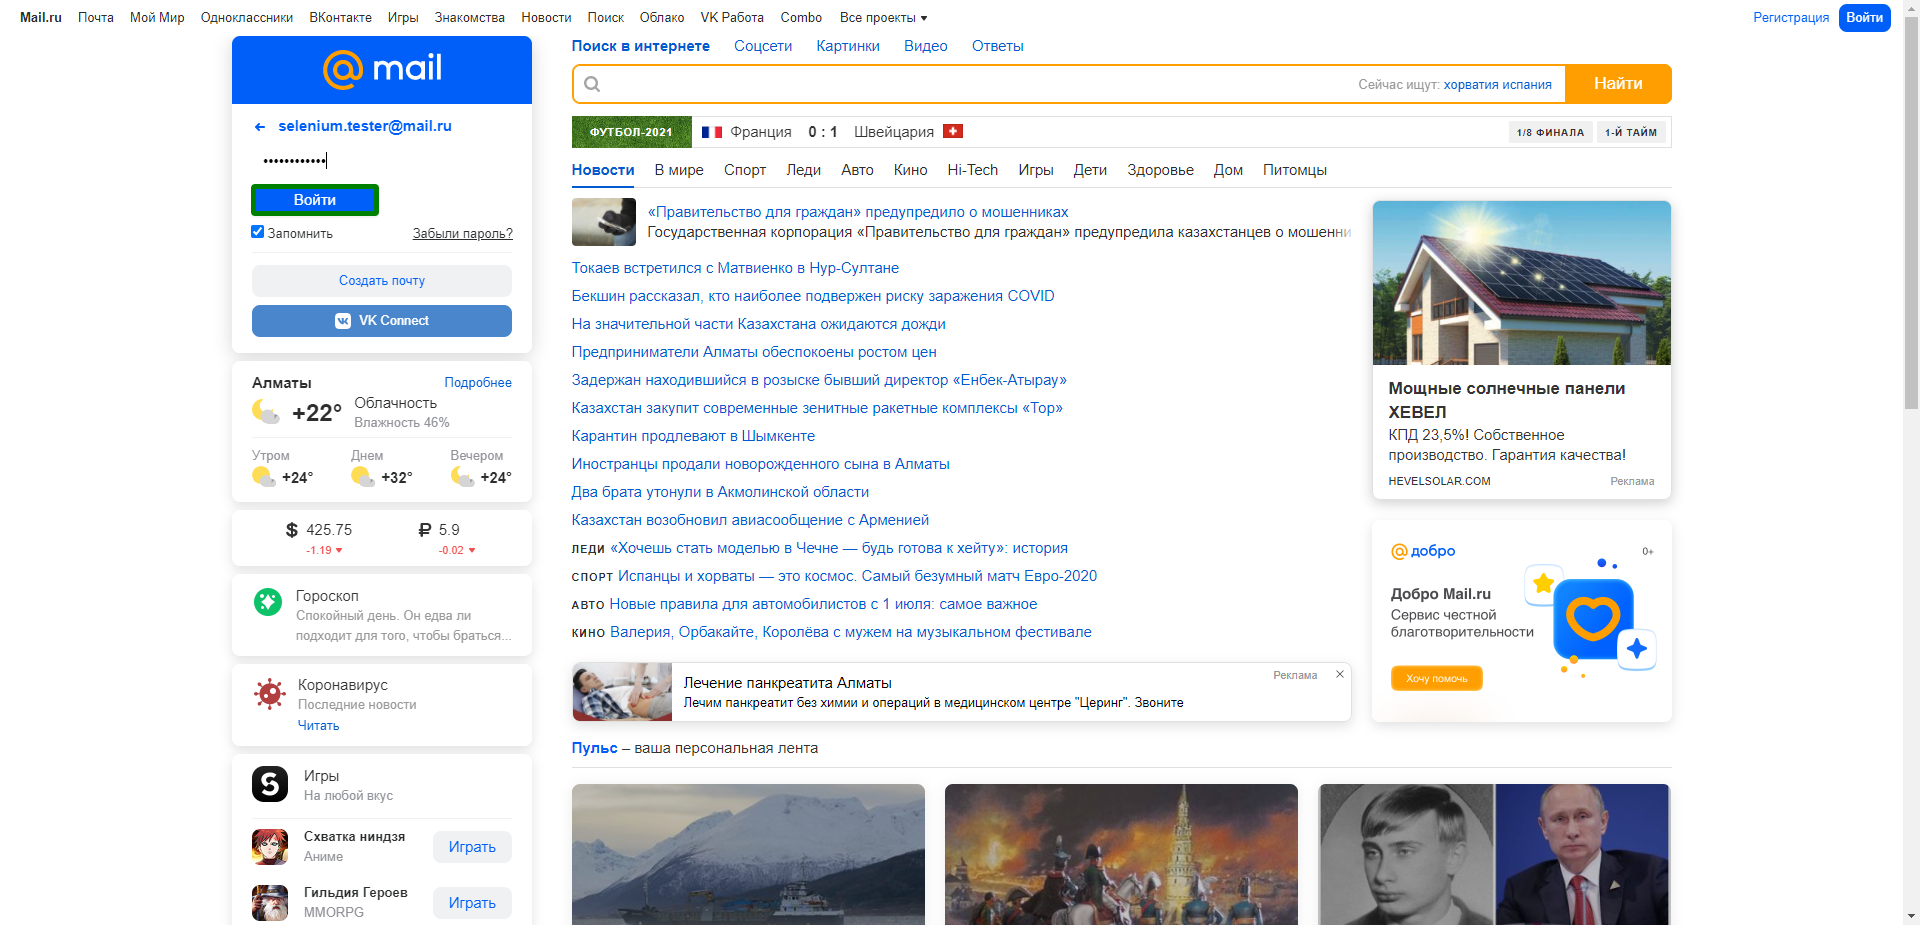 Mail.ru Почта Мой Мир Одноклассники ВКонтакте Игры Знакомства Новости Поиск Облако VK Работа Combo Все проекты Регистрация Войти
mail
selenium.tester@mail.ru
Войти
Запомнить Забыли пароль?
Создать почту
VK Connect
Алматы Подробнее
+22° Облачность
Влажность 46%
Утром Днем Вечером
+24° +32° +24°
$ 425.75 ₽ 5.9
-1.19 -0.02
Гороскоп
Спокойный день. Он едва ли
подходит для того, чтобы браться...
Коронавирус
Последние новости
Читать
Игры
На любой вкус
Схватка ниндзя
Аниме
Играть
Гильдия Героев
MMORPG
Играть
Поиск в интернете Соцсети Картинки Видео Ответы
Сейчас ищут: хорватия испания Найти
ФУТБОЛ-2021 Франция 0 : 1 Швейцария 1/8 ФИНАЛА 1-Й ТАЙМ
Новости В мире Спорт Леди Авто Кино Hi-Tech Игры Дети Здоровье Дом Питомцы
«Правительство для граждан» предупредило о мошенниках
Государственная корпорация «Правительство для граждан» предупредила казахстанцев о мошенни
Токаев встретился с Матвиенко в Нур-Султане
Бекшин рассказал, кто наиболее подвержен риску заражения COVID
На значительной части Казахстана ожидаются дожди
Предприниматели Алматы обеспокоены ростом цен
Задержан находившийся в розыске бывший директор «Енбек-Атырау»
Казахстан закупит современные зенитные ракетные комплексы «Тор»
Карантин продлевают в Шымкенте
Иностранцы продали новорожденного сына в Алматы
Два брата утонули в Акмолинской области
Казахстан возобновил авиасообщение с Арменией
ЛЕДИ «Хочешь стать моделью в Чечне — будь готова к хейту»: история
СПОРТ Испанцы и хорваты — это космос. Самый безумный матч Евро-2020
АВТО Новые правила для автомобилистов с 1 июля: самое важное
КИНО Валерия, Орбакайте, Королёва с мужем на музыкальном фестивале
Лечение панкреатита Алматы Реклама
Лечим панкреатит без химии и операций в медицинском центре "Церинг". Звоните
Пульс – ваша персональная лента
Мощные солнечные панели
ХЕВЕЛ
КПД 23,5%! Собственное
производство. Гарантия качества!
HEVELSOLAR.COM Реклама
добро 0+
Добро Mail.ru
Сервис честной
благотворительности
Хочу помочь